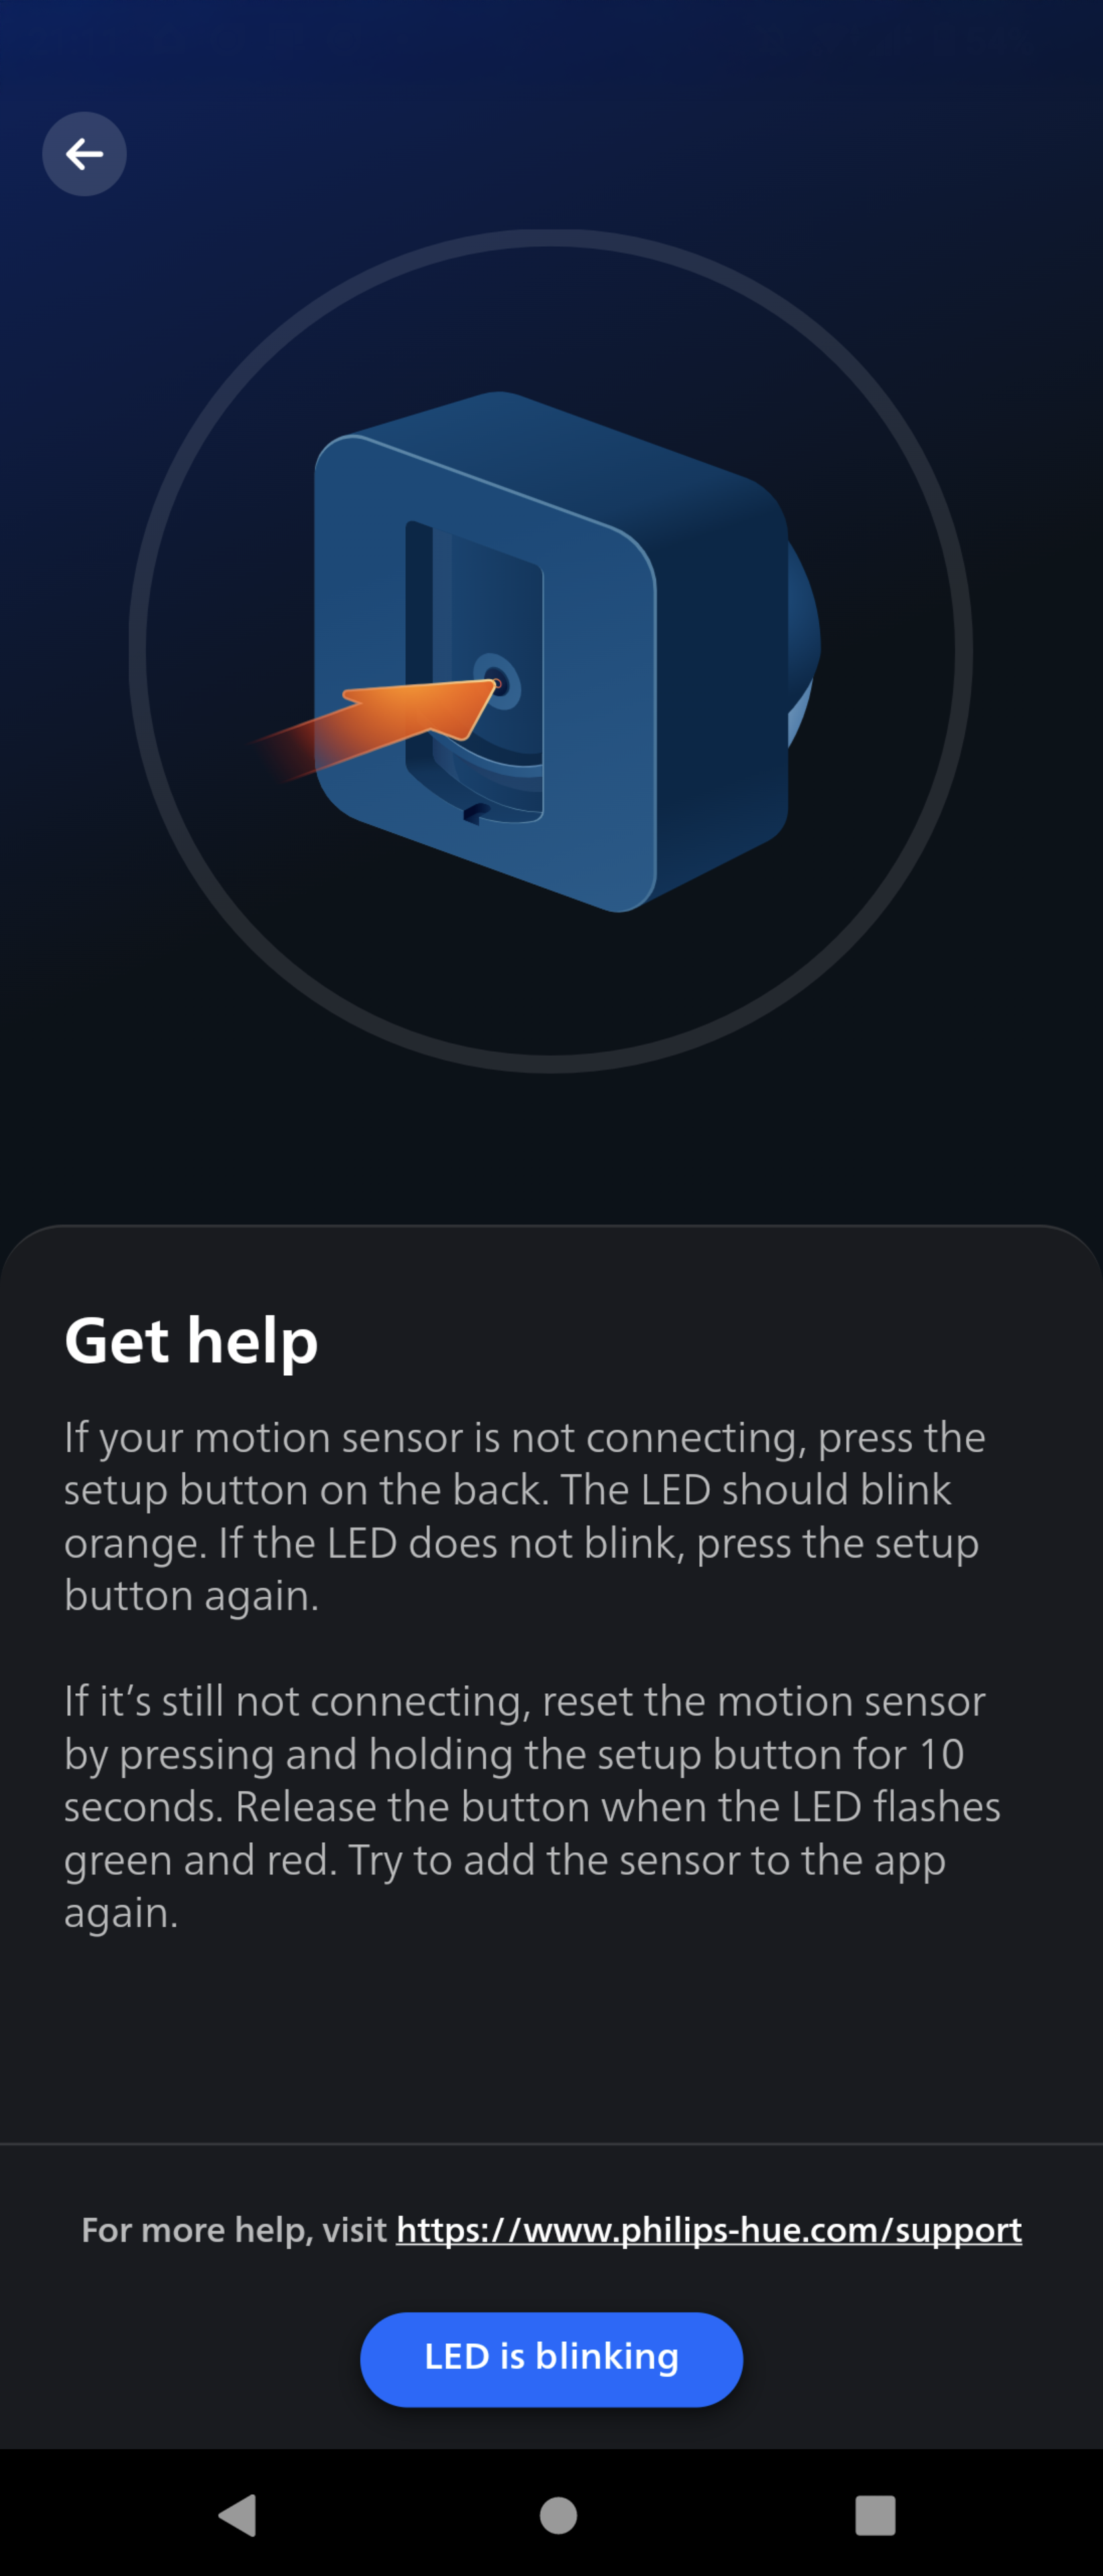 Get help
If your motion sensor is not connecting, press the
setup button on the back. The LED should blink
orange. If the LED does not blink, press the setup
button again.
If it’s still not connecting, reset the motion sensor
by pressing and holding the setup button for 10
seconds. Release the button when the LED flashes
green and red. Try to add the sensor to the app
again.
For more help, visit https://www.philips-hue.com/support
LED is blinking